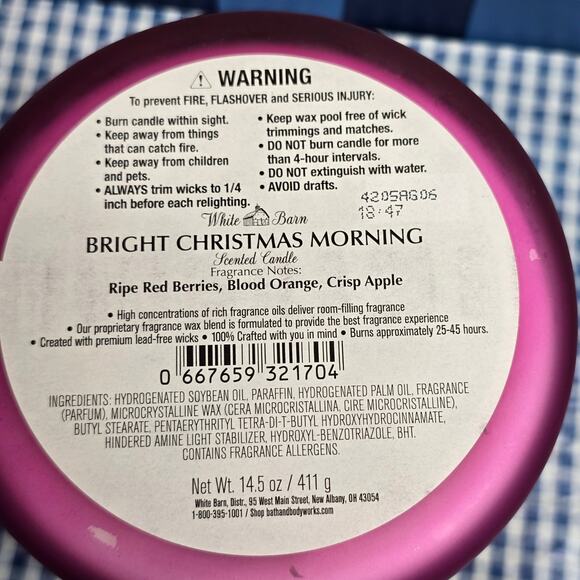 ⚠ WARNING
To prevent FIRE, FLASHOVER and SERIOUS INJURY:
• Burn candle within sight.
• Keep away from things
that can catch fire.
• Keep away from children
and pets.
• ALWAYS trim wicks to 1/4
inch before each relighting.
• Keep wax pool free of wick
trimmings and matches.
• DO NOT burn candle for
more than 4-hour intervals.
• DO NOT extinguish with water.
• AVOID drafts.
4205AG06
18:47
White Barn
BRIGHT CHRISTMAS MORNING
Scented Candle
Fragrance Notes:
Ripe Red Berries, Blood Orange, Crisp Apple
• High concentrations of rich fragrance oils deliver room-filling fragrance
• Our proprietary fragrance wax blend is formulated to provide the best fragrance experience
• Created with premium lead-free wicks • 100% Crafted with you in mind • Burns approximately 25-45 hours.
0 667659 321704
INGREDIENTS: HYDROGENATED SOYBEAN OIL, PARAFFIN, HYDROGENATED PALM OIL, FRAGRANCE
(PARFUM), MICROCRYSTALLINE WAX (CERA MICROCRISTALLINA, CIRE MICROCRISTALLINE),
BUTYL STEARATE, PENTAERYTHRITYL TETRA-DI-T-BUTYL HYDROXYHYDROCINNAMATE,
HINDERED AMINE LIGHT STABILIZER, HYDROXYL-BENZOTRIAZOLE, BHT.
CONTAINS FRAGRANCE ALLERGENS.
Net Wt. 14.5 oz / 411 g
White Barn, Distr., 95 West Main Street, New Albany, OH 43054
1-800-395-1001 / Shop bathandbodyworks.com